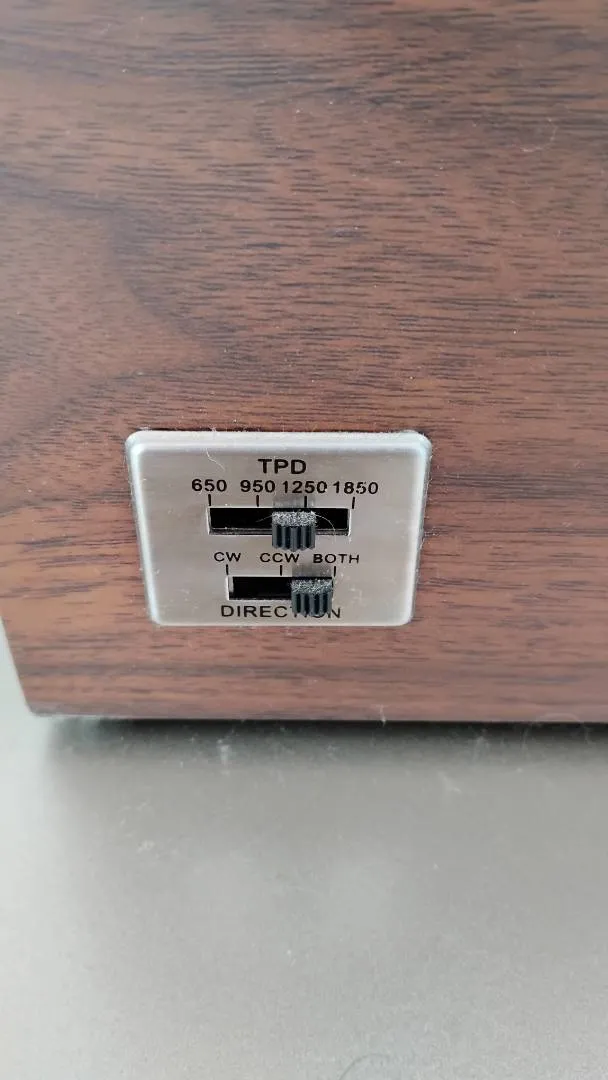 TPD
650 950 1250 1850
CW CCW BOTH
DIRECTION